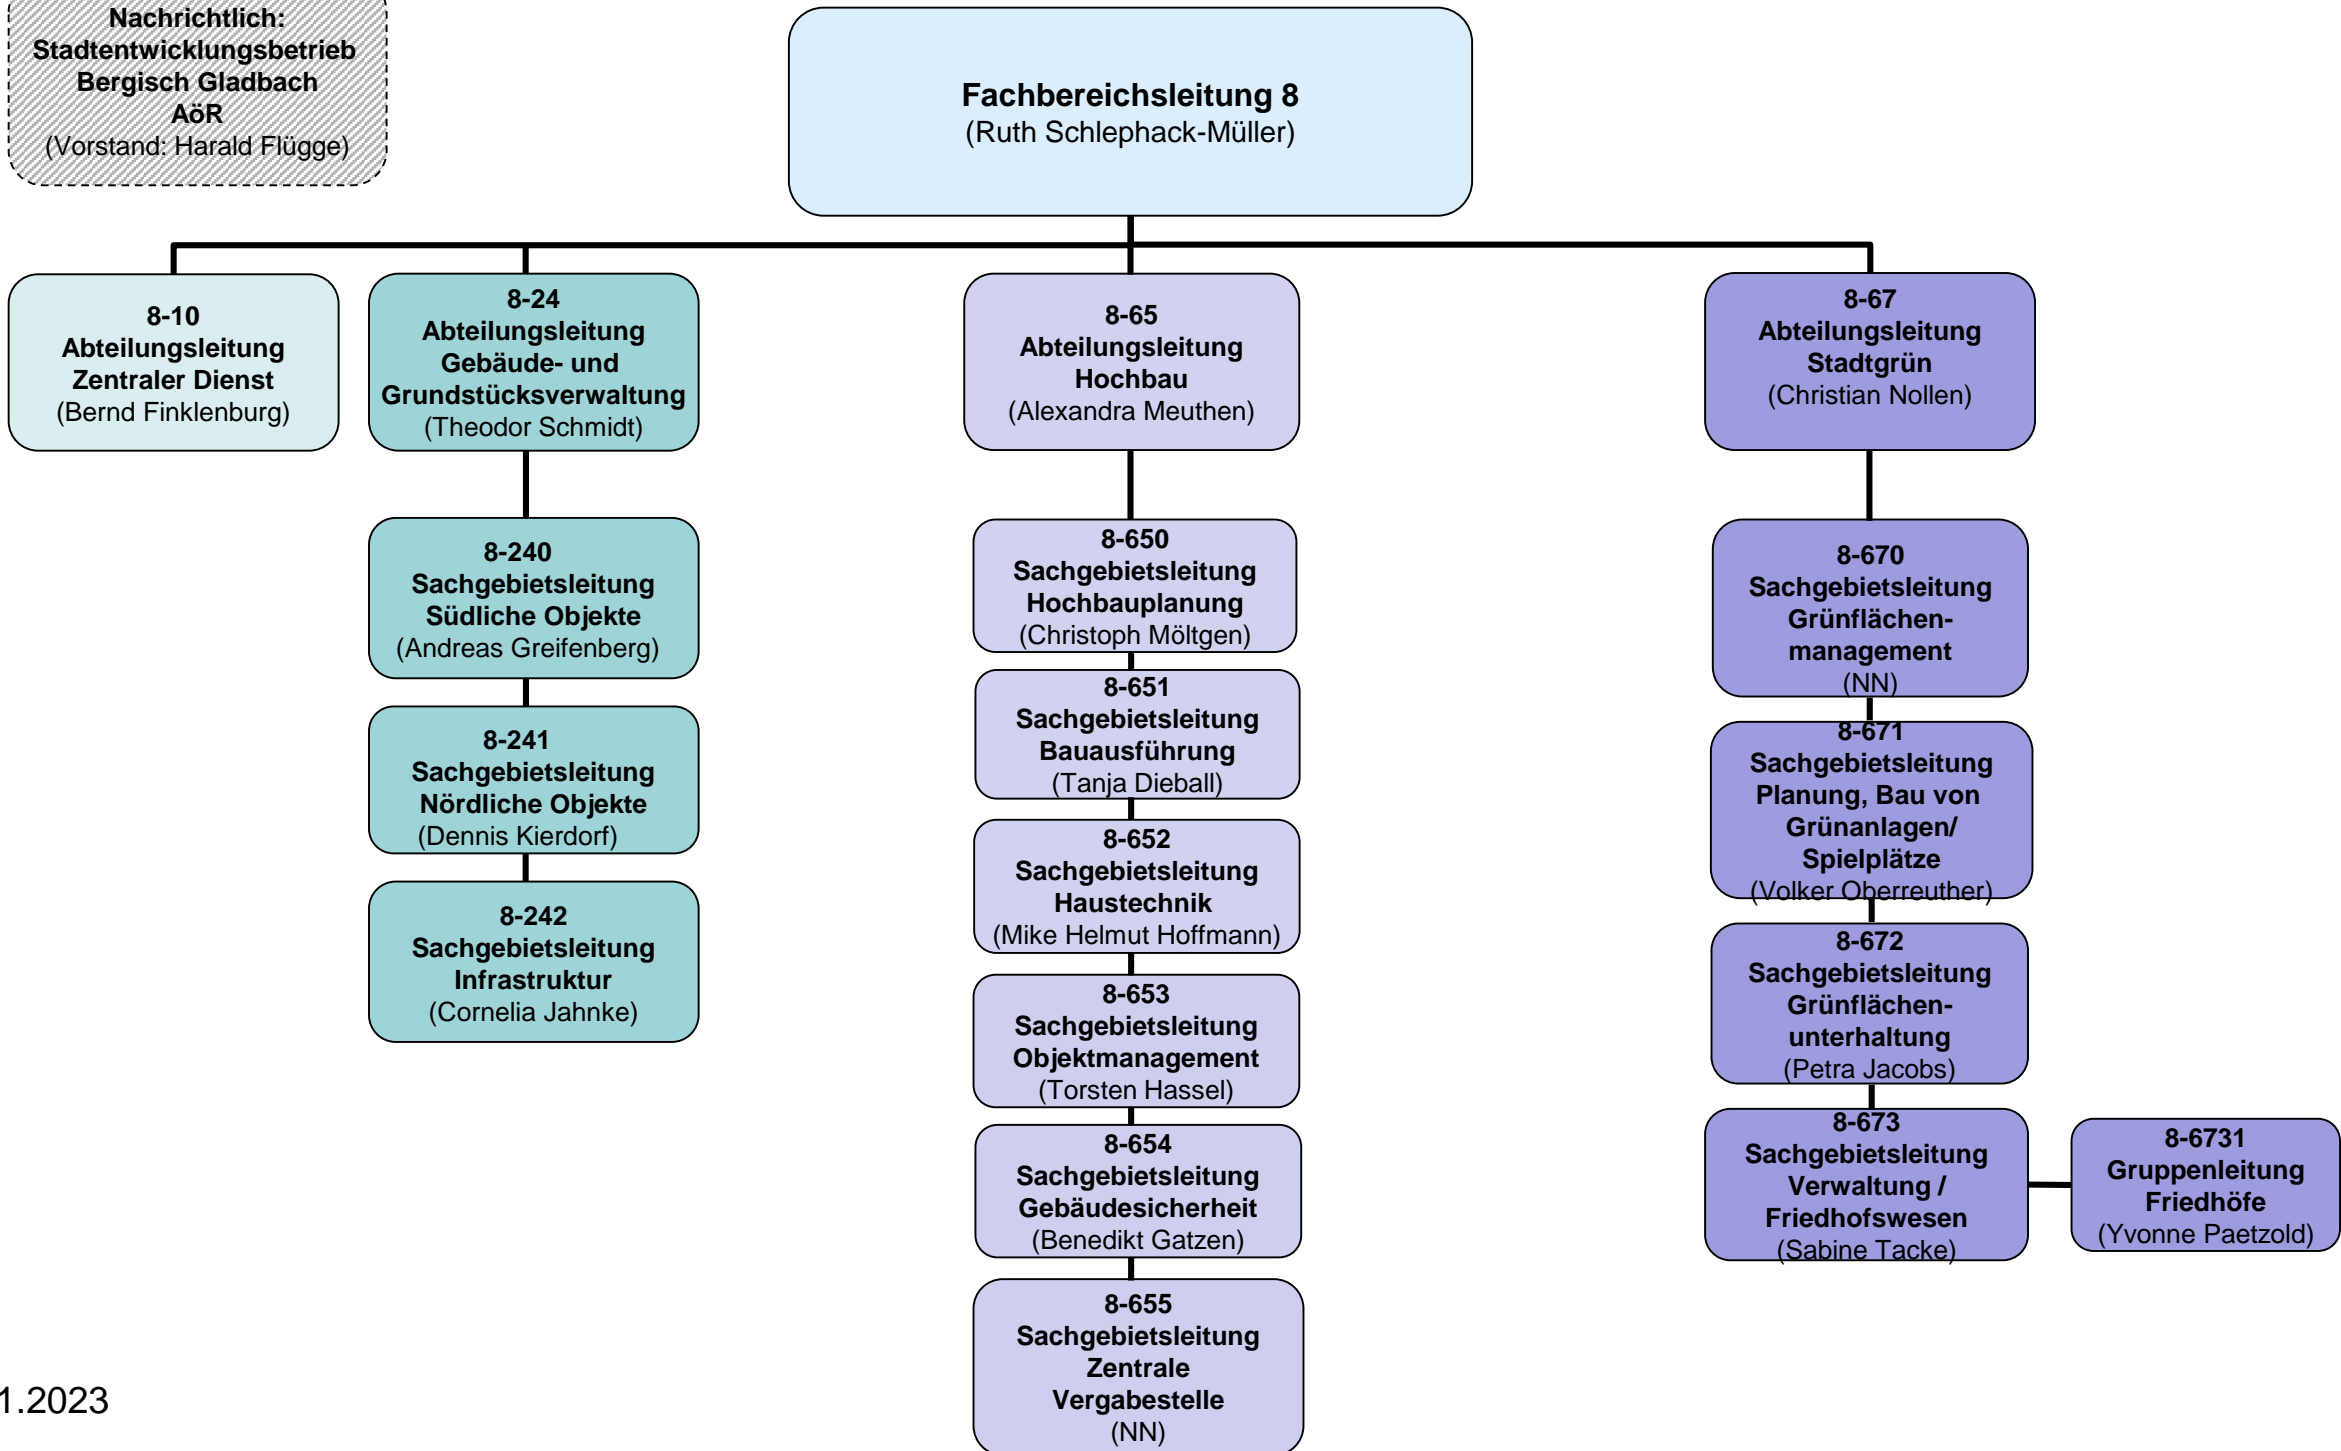 Nachrichtlich:
Stadtentwicklungsbetrieb
Bergisch Gladbach
AöR
(Vorstand: Harald Flügge)
Fachbereichsleitung 8
(Ruth Schlephack-Müller)
8-10
Abteilungsleitung
Zentraler Dienst
(Bernd Finklenburg)
8-24
Abteilungsleitung
Gebäude- und
Grundstücksverwaltung
(Theodor Schmidt)
8-65
Abteilungsleitung
Hochbau
(Alexandra Meuthen)
8-67
Abteilungsleitung
Stadtgrün
(Christian Nollen)
8-240
Sachgebietsleitung
Südliche Objekte
(Andreas Greifenberg)
8-241
Sachgebietsleitung
Nördliche Objekte
(Dennis Kierdorf)
8-242
Sachgebietsleitung
Infrastruktur
(Cornelia Jahnke)
8-650
Sachgebietsleitung
Hochbauplanung
(Christoph Möltgen)
8-651
Sachgebietsleitung
Bauausführung
(Tanja Dieball)
8-652
Sachgebietsleitung
Haustechnik
(Mike Helmut Hoffmann)
8-653
Sachgebietsleitung
Objektmanagement
(Torsten Hassel)
8-654
Sachgebietsleitung
Gebäudesicherheit
(Benedikt Gatzen)
8-655
Sachgebietsleitung
Zentrale
Vergabestelle
(NN)
8-670
Sachgebietsleitung
Grünflächen-
management
(NN)
8-671
Sachgebietsleitung
Planung, Bau von
Grünanlagen/
Spielplätze
(Volker Oberreuther)
8-672
Sachgebietsleitung
Grünflächen-
unterhaltung
(Petra Jacobs)
8-673
Sachgebietsleitung
Verwaltung /
Friedhofswesen
(Sabine Tacke)
8-6731
Gruppenleitung
Friedhöfe
(Yvonne Paetzold)
1.2023